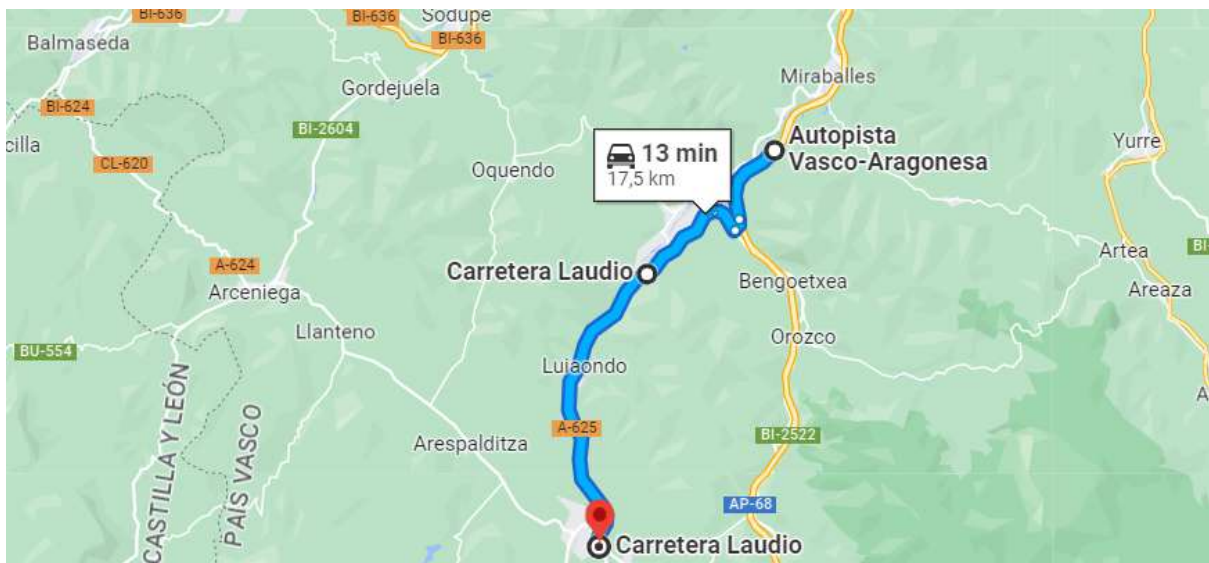 BI-636
BI-636
Sodupe
BI-636
Balmaseda
Gordejuela
Miraballes
BI-624
cilla
BI-2604
CL-620
Oquendo
13 min
17,5 km
Autopista
Vasco-Aragonesa
Yurre
A-624
Arceniega
Carretera Laudio
Bengoetxea
Artea
BI-
Areaza
Llanteno
BU-554
Orozco
Luiaondo
A
CASTILLA Y LEÓN
PAÍS VASCO
A-625
Arespalditza
BI-2522
AP-68
Carretera Laudio